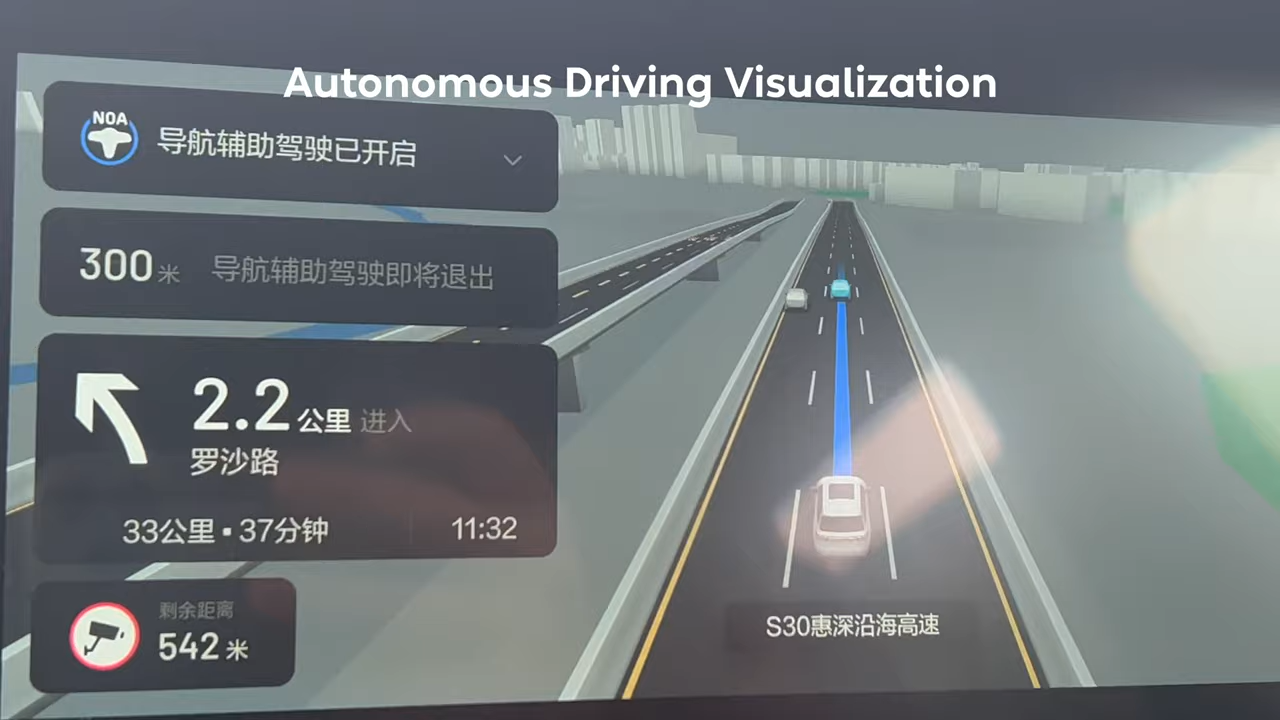 Autonomous Driving Visualization
NOA
导航辅助驾驶已开启
300米 导航辅助驾驶即将退出
2.2公里 进入
罗沙路
33公里·37分钟 11:32
剩余距离
542米
S30惠深沿海高速